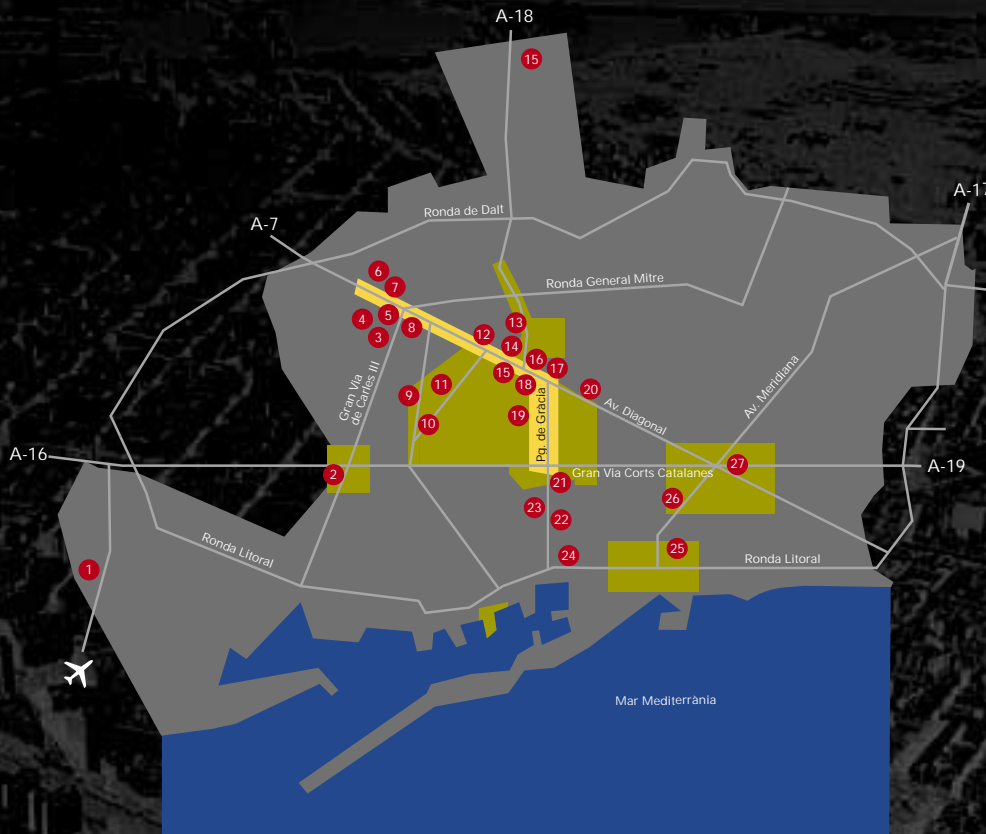 A-18
15
A-17
Ronda de Dalt
A-7
6
7
Ronda General Mitre
4
5
3
8
12
13
14
16
17
15
18
20
11
9
10
19
Gran Via
de Carles III
Pg. de Gràcia
Av. Diagonal
Av. Meridiana
A-16
2
Gran Via Corts Catalanes
27
A-19
21
26
23
22
24
25
Ronda Litoral
Ronda Litoral
1
Mar Mediterrània